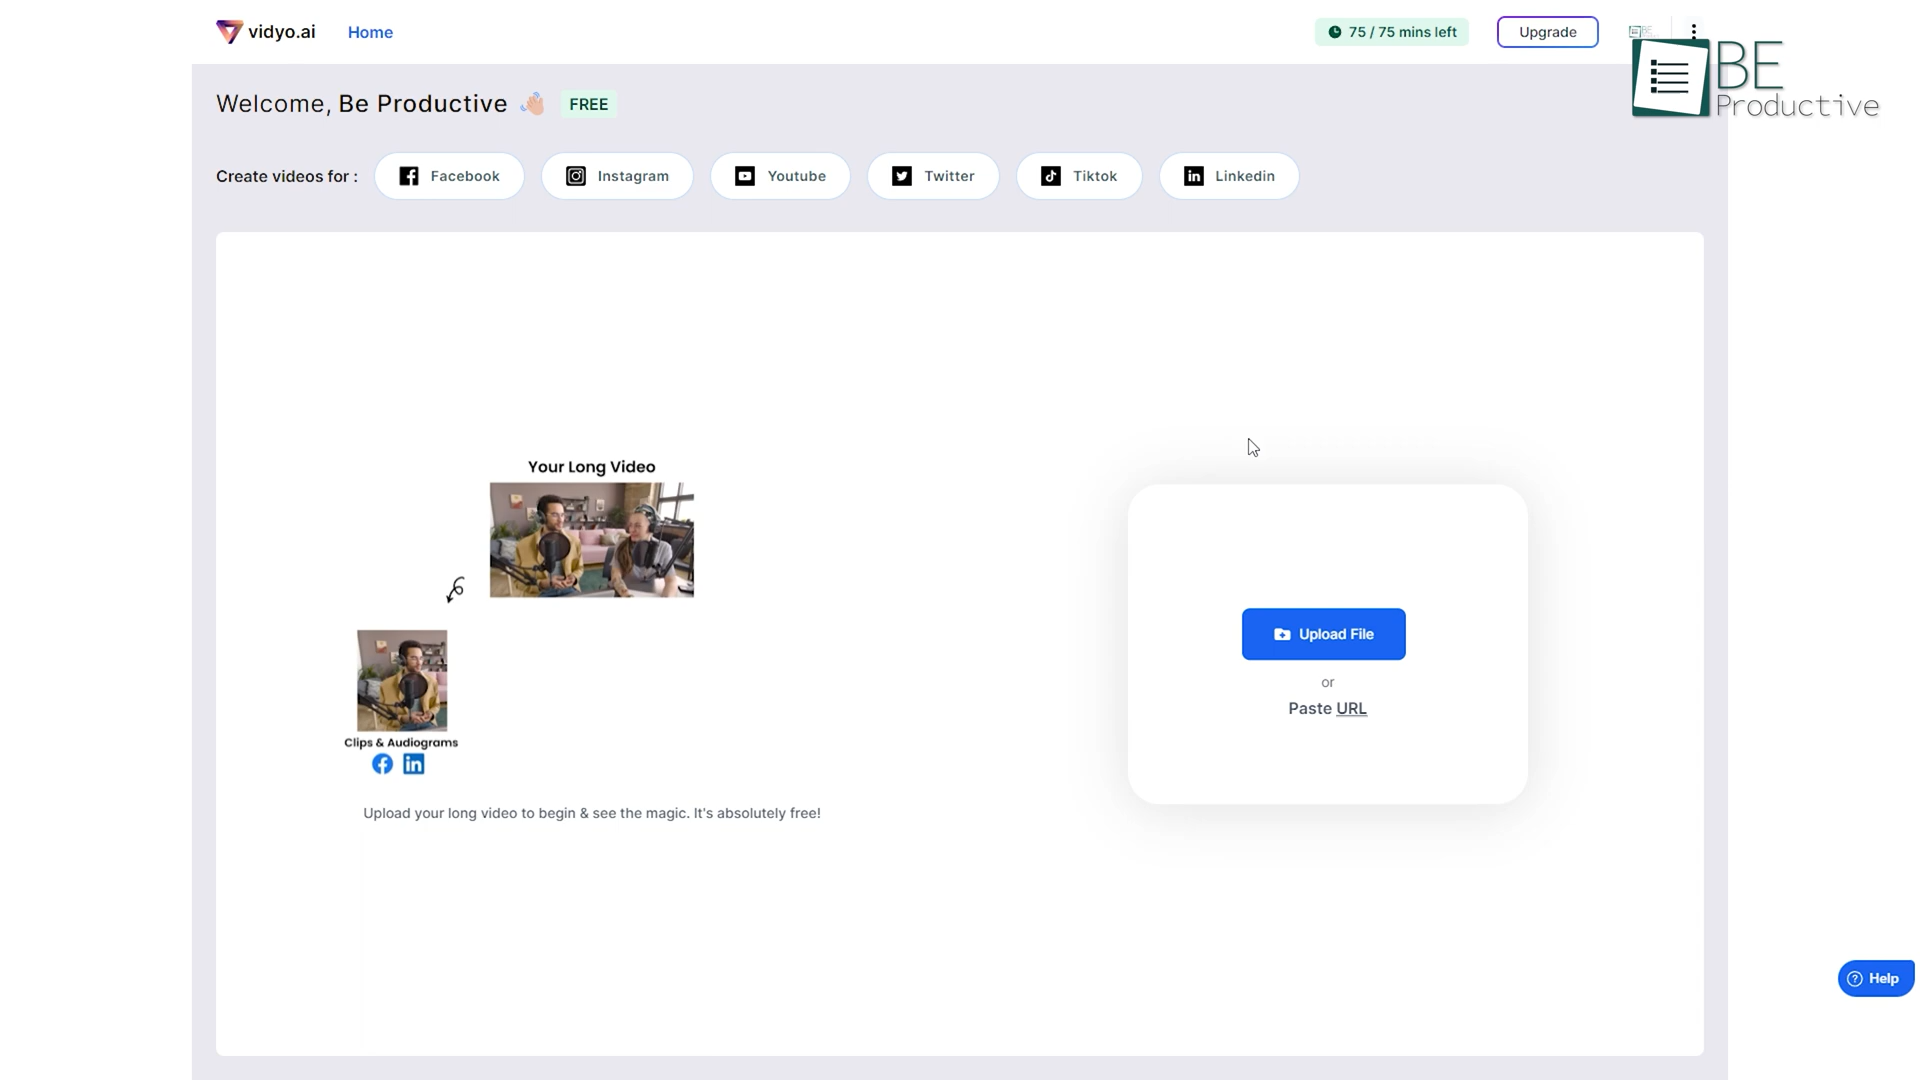 vidyo.ai
Home
75 / 75 mins left
Upgrade
BE
Productive
Welcome, Be Productive
FREE
Create videos for :
Facebook
Instagram
Youtube
Twitter
Tiktok
Linkedin
Your Long Video
Clips & Audiograms
Upload your long video to begin & see the magic. It's absolutely free!
Upload File
or
Paste URL
Help